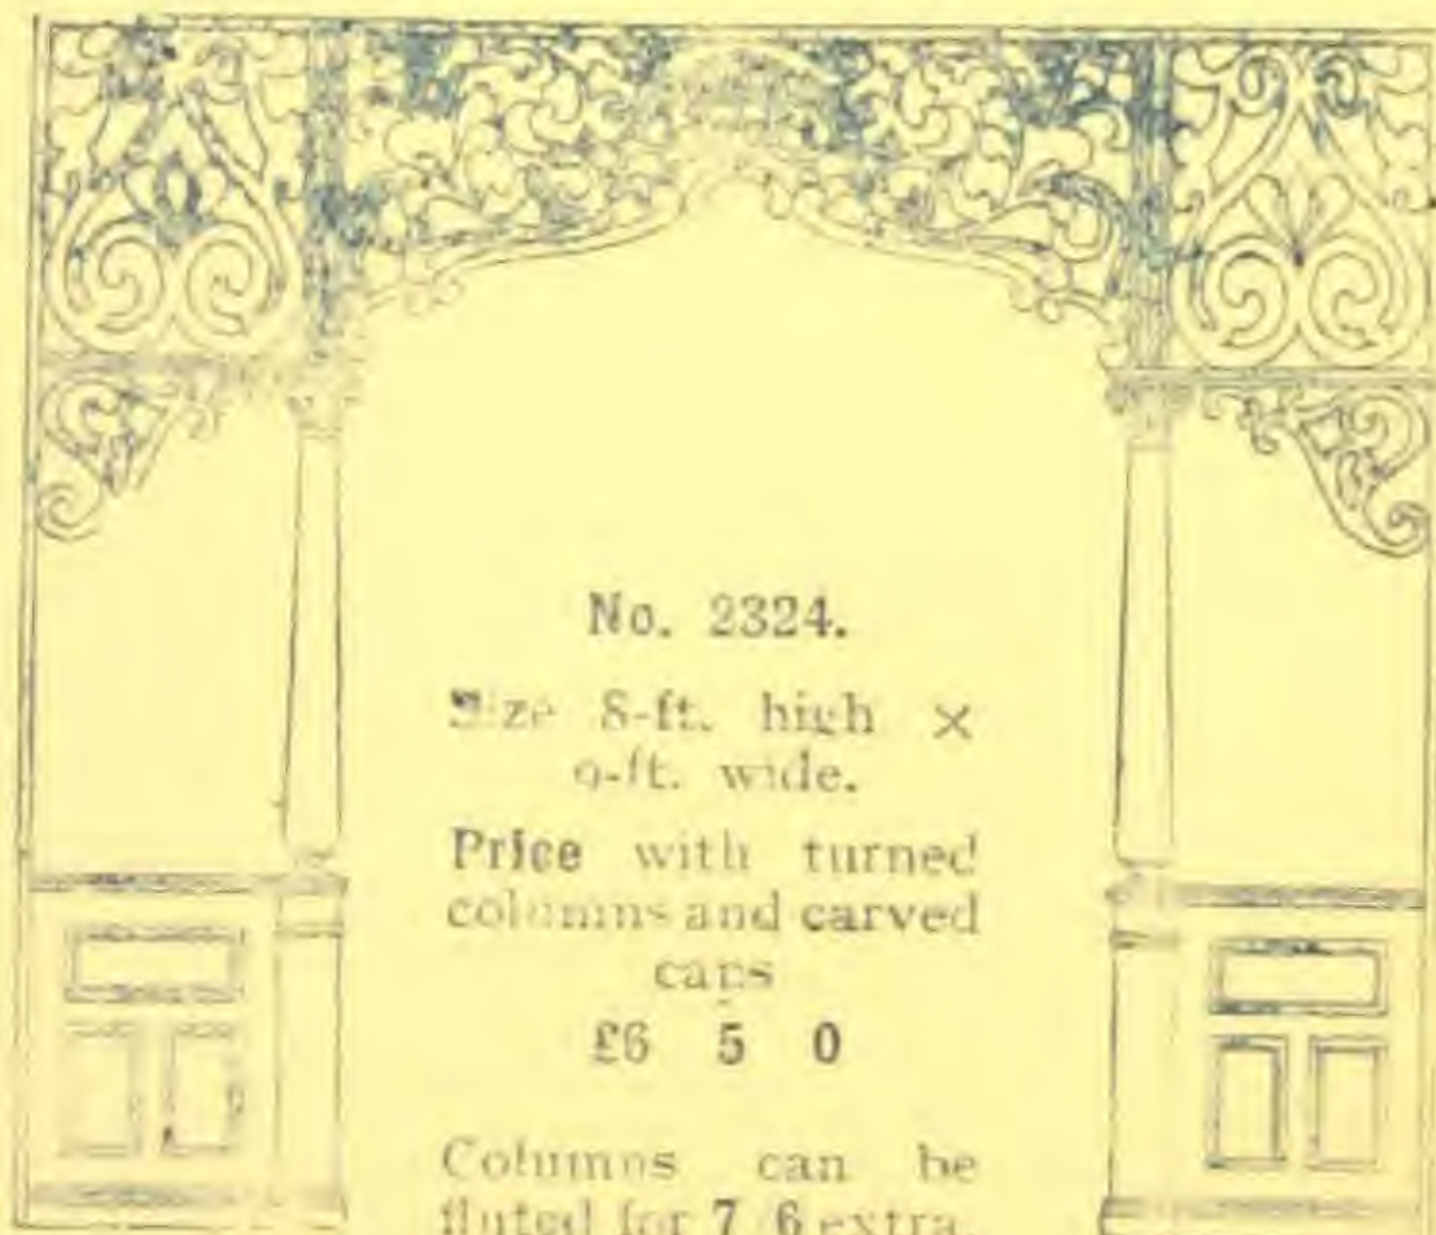 No. 2324.
Size 8-ft. high ×
9-ft. wide.
Price with turned
columns and carved
caps
£6 5 0
Columns can be
fluted for 7 6 extra.